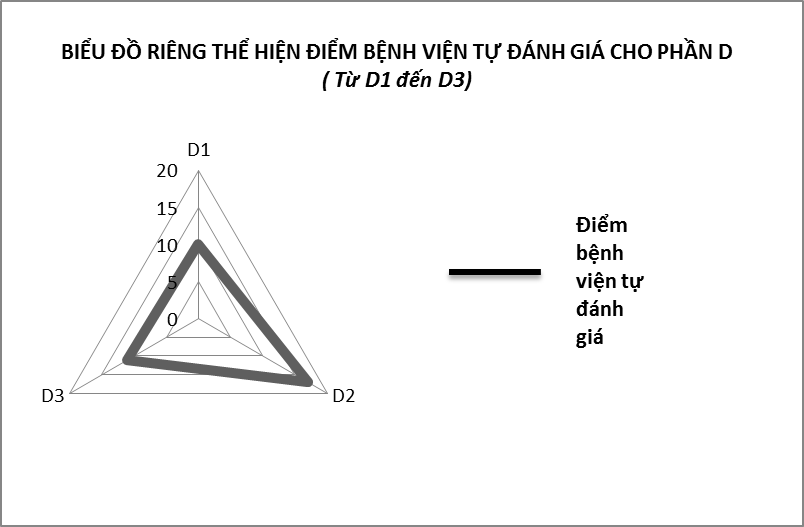 BIỂU ĐỒ RIÊNG THỂ HIỆN ĐIỂM BỆNH VIỆN TỰ ĐÁNH GIÁ CHO PHẦN D
( Từ D1 đến D3)
D1
20
15
10
5
0
D3
D2
Điểm
bệnh
viện tự
đánh
giá